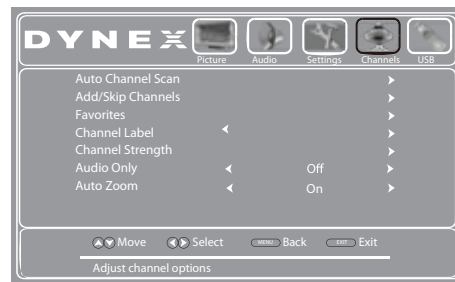 DYNEX
Picture Audio Settings Channels USB
Auto Channel Scan
Add/Skip Channels
Favorites
Channel Label
Channel Strength
Audio Only Off
Auto Zoom On
Move Select MENU Back EXIT Exit
Adjust channel options